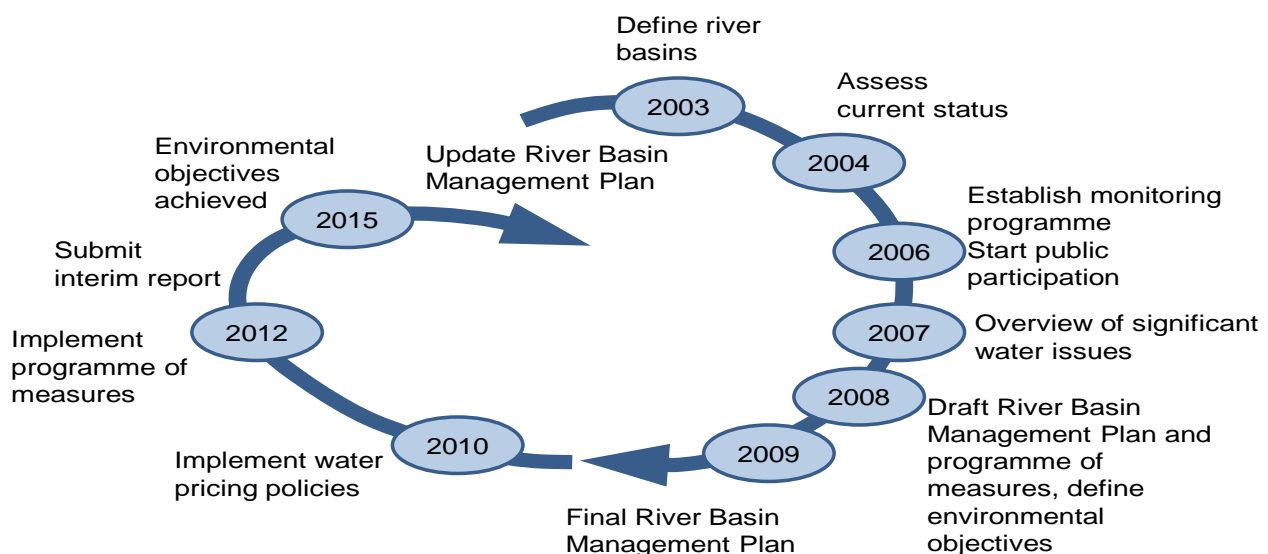 Define river
basins
2003
Assess
current status
2004
Establish monitoring
programme
Start public
participation
2006
Overview of significant
water issues
2007
2008
Draft River Basin
Management Plan and
programme of
measures, define
environmental
objectives
2009
Final River Basin
Management Plan
2010
Implement water
pricing policies
2012
Implement
programme of
measures
Submit
interim report
2015
Environmental
objectives
achieved
Update River Basin
Management Plan